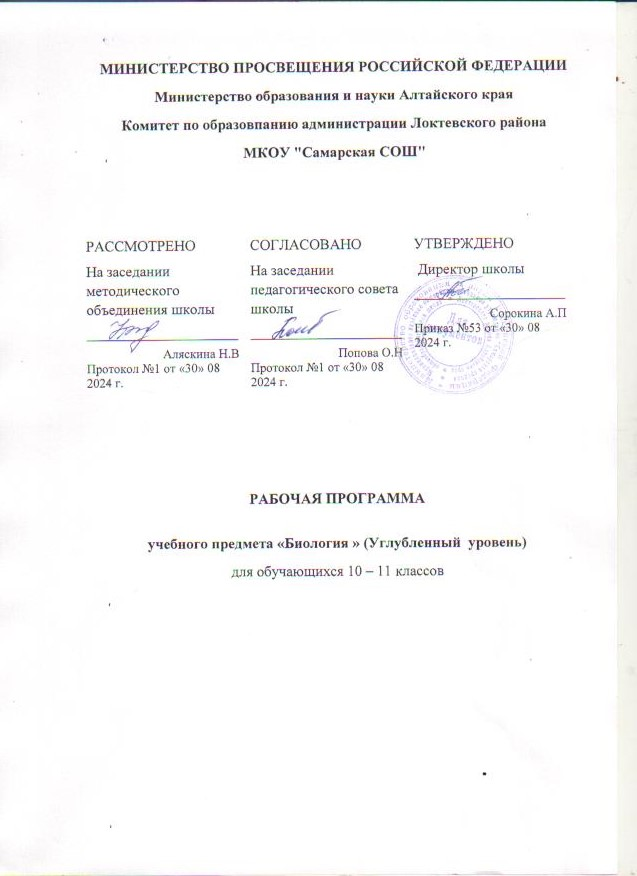 МИНИСТЕРСТВО ПРОСВЕЩЕНИЯ РОССИЙСКОЙ ФЕДЕРАЦИИ
Министерство образования и науки Алтайского края
Комитет по образовпанию администрации Локтевского района
МКОУ "Самарская СОШ"
РАССМОТРЕНО
На заседании
методического
объединения школы
Аляскина Н.В
Протокол №1 от «30» 08
2024 г.
СОГЛАСОВАНО
На заседании
педагогического совета
школы
Попова О.Н
Протокол №1 от «30» 08
2024 г.
УТВЕРЖДЕНО
Директор школы
Сорокина А.П
Приказ №53 от «30» 08
2024 г.
Для
документов
РАБОЧАЯ ПРОГРАММА
учебного предмета «Биология » (Углубленный уровень)
для обучающихся 10 – 11 классов